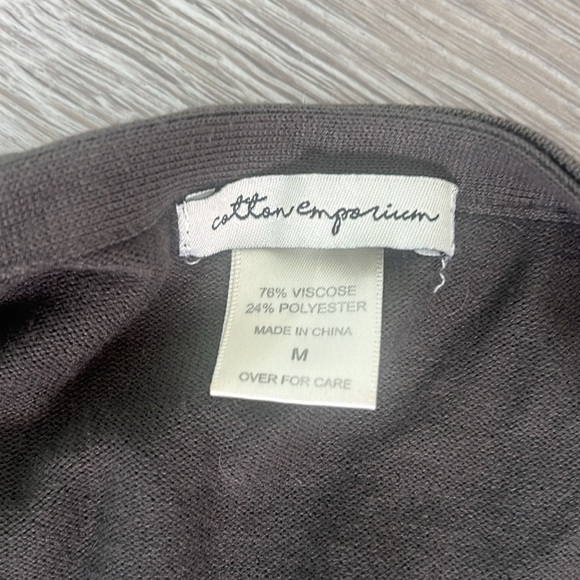 cotton emporium
76% VISCOSE
24% POLYESTER
MADE IN CHINA
M
OVER FOR CARE